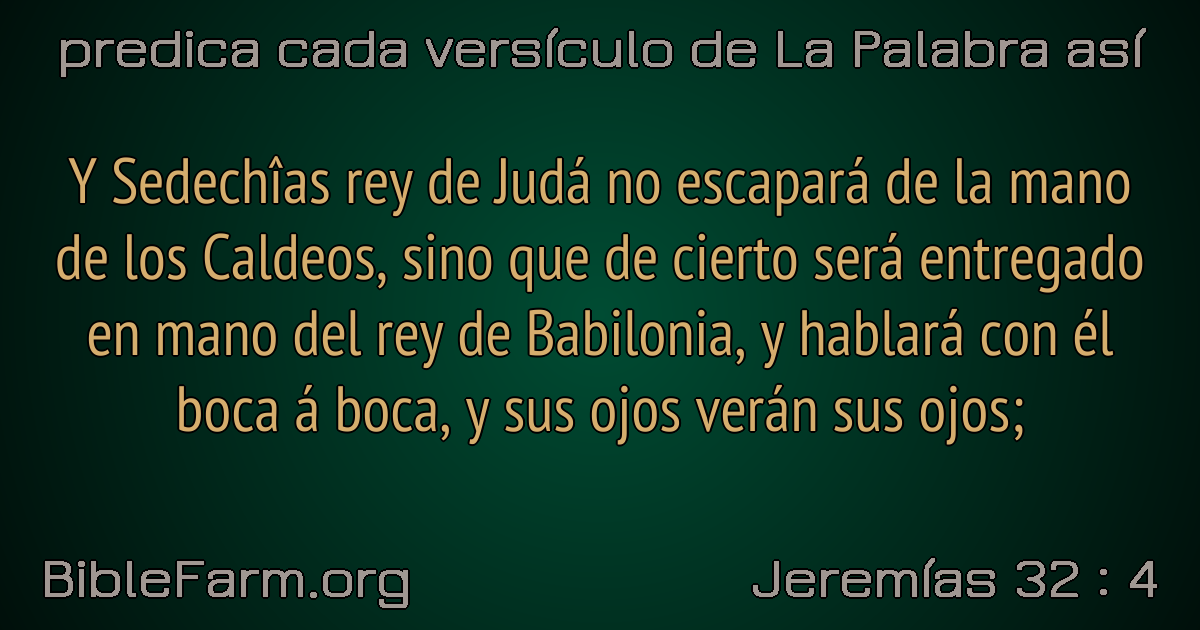 predica cada versículo de La Palabra así
Y Sedechîas rey de Judá no escapará de la mano
de los Caldeos, sino que de cierto será entregado
en mano del rey de Babilonia, y hablará con él
boca á boca, y sus ojos verán sus ojos;
BibleFarm.org
Jeremías 32 : 4